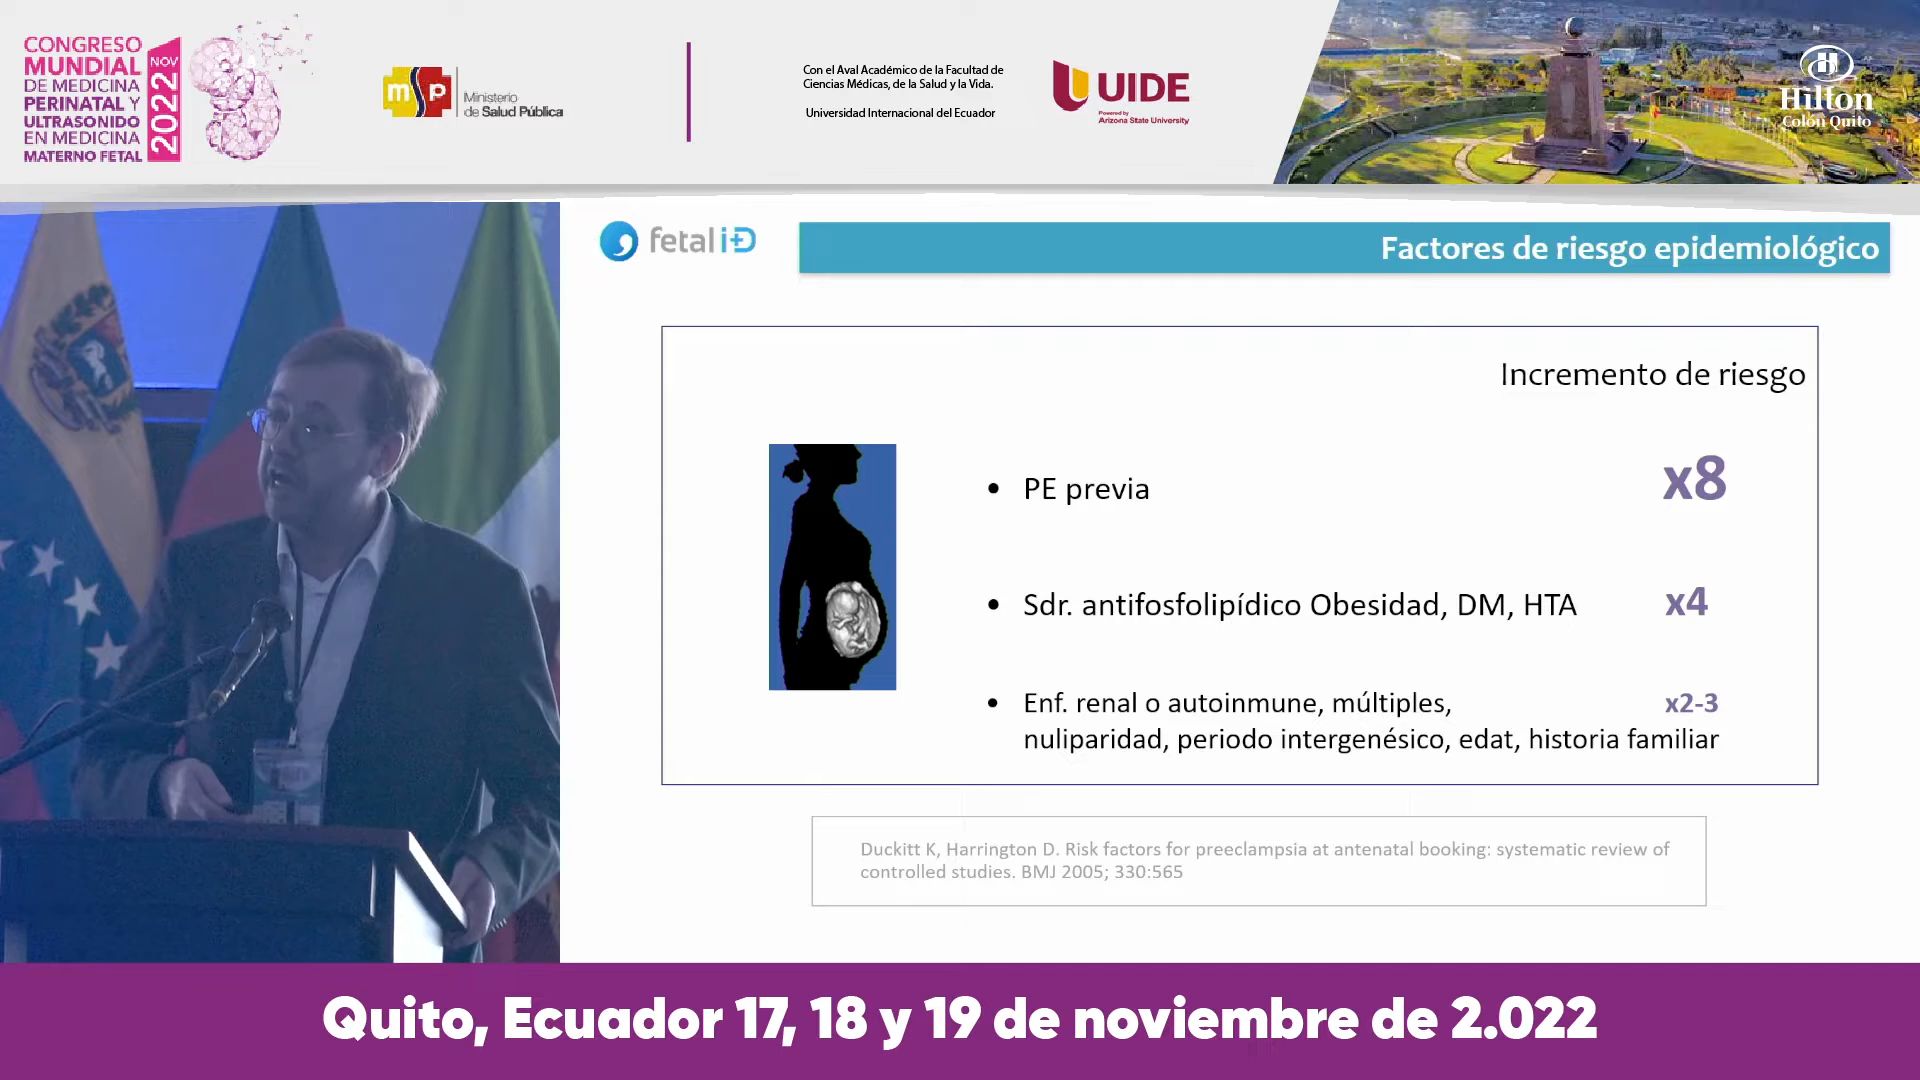 CONGRESO
MUNDIAL
DE MEDICINA
PERINATAL Y
ULTRASONIDO
EN MEDICINA
MATERNO FETAL
NOV
2022
msp
Ministerio
de Salud Pública
Con el Aval Académico de la Facultad de
Ciencias Médicas, de la Salud y la Vida.
Universidad Internacional del Ecuador
UIDE
Powered by
Arizona State University
Hilton
Colón Quito
fetal i+D
Factores de riesgo epidemiológico
Incremento de riesgo
• PE previa x8
• Sdr. antifosfolipídico Obesidad, DM, HTA x4
• Enf. renal o autoinmune, múltiples, x2-3
nuliparidad, periodo intergenésico, edat, historia familiar
Duckitt K, Harrington D. Risk factors for preeclampsia at antenatal booking: systematic review of
controlled studies. BMJ 2005; 330:565
Quito, Ecuador 17, 18 y 19 de noviembre de 2.022